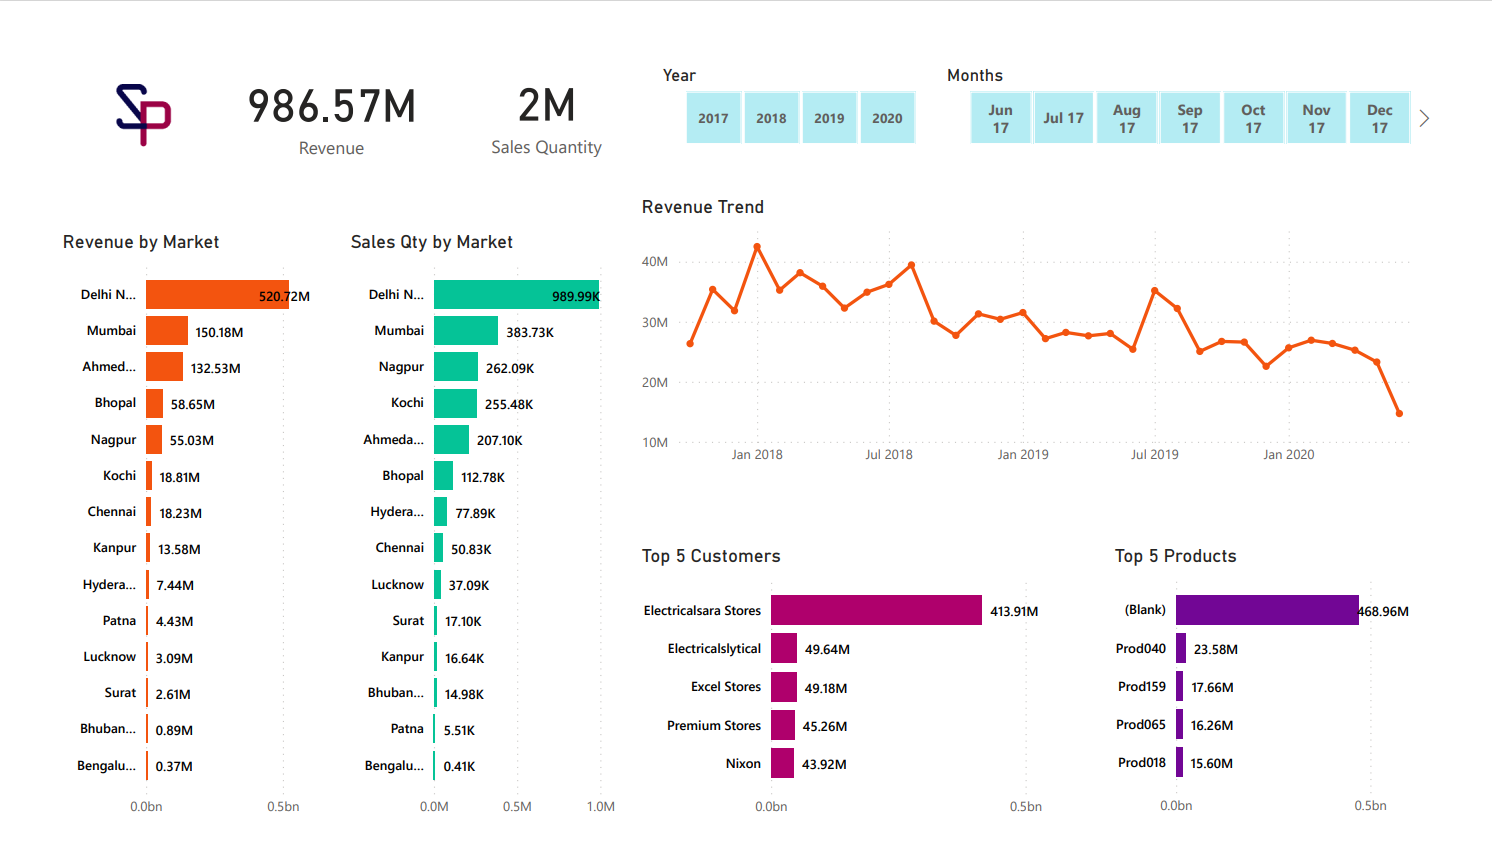 SP
986.57M
Revenue
2M
Sales Quantity
Year
2017
2018
2019
2020
Months
Jun
17
Jul 17
Aug
17
Sep
17
Oct
17
Nov
17
Dec
17
Revenue by Market
Delhi N... 520.72M
Mumbai 150.18M
Ahmed... 132.53M
Bhopal 58.65M
Nagpur 55.03M
Kochi 18.81M
Chennai 18.23M
Kanpur 13.58M
Hydera... 7.44M
Patna 4.43M
Lucknow 3.09M
Surat 2.61M
Bhuban... 0.89M
Bengalu... 0.37M
0.0bn 0.5bn
Sales Qty by Market
Delhi N... 989.99K
Mumbai 383.73K
Nagpur 262.09K
Kochi 255.48K
Ahmeda... 207.10K
Bhopal 112.78K
Hydera... 77.89K
Chennai 50.83K
Lucknow 37.09K
Surat 17.10K
Kanpur 16.64K
Bhuban... 14.98K
Patna 5.51K
Bengalu... 0.41K
0.0M 0.5M 1.0M
Revenue Trend
40M
30M
20M
10M
Jan 2018 Jul 2018 Jan 2019 Jul 2019 Jan 2020
Top 5 Customers
Electricalsara Stores 413.91M
Electricalslytical 49.64M
Excel Stores 49.18M
Premium Stores 45.26M
Nixon 43.92M
0.0bn 0.5bn
Top 5 Products
(Blank) 468.96M
Prod040 23.58M
Prod159 17.66M
Prod065 16.26M
Prod018 15.60M
0.0bn 0.5bn